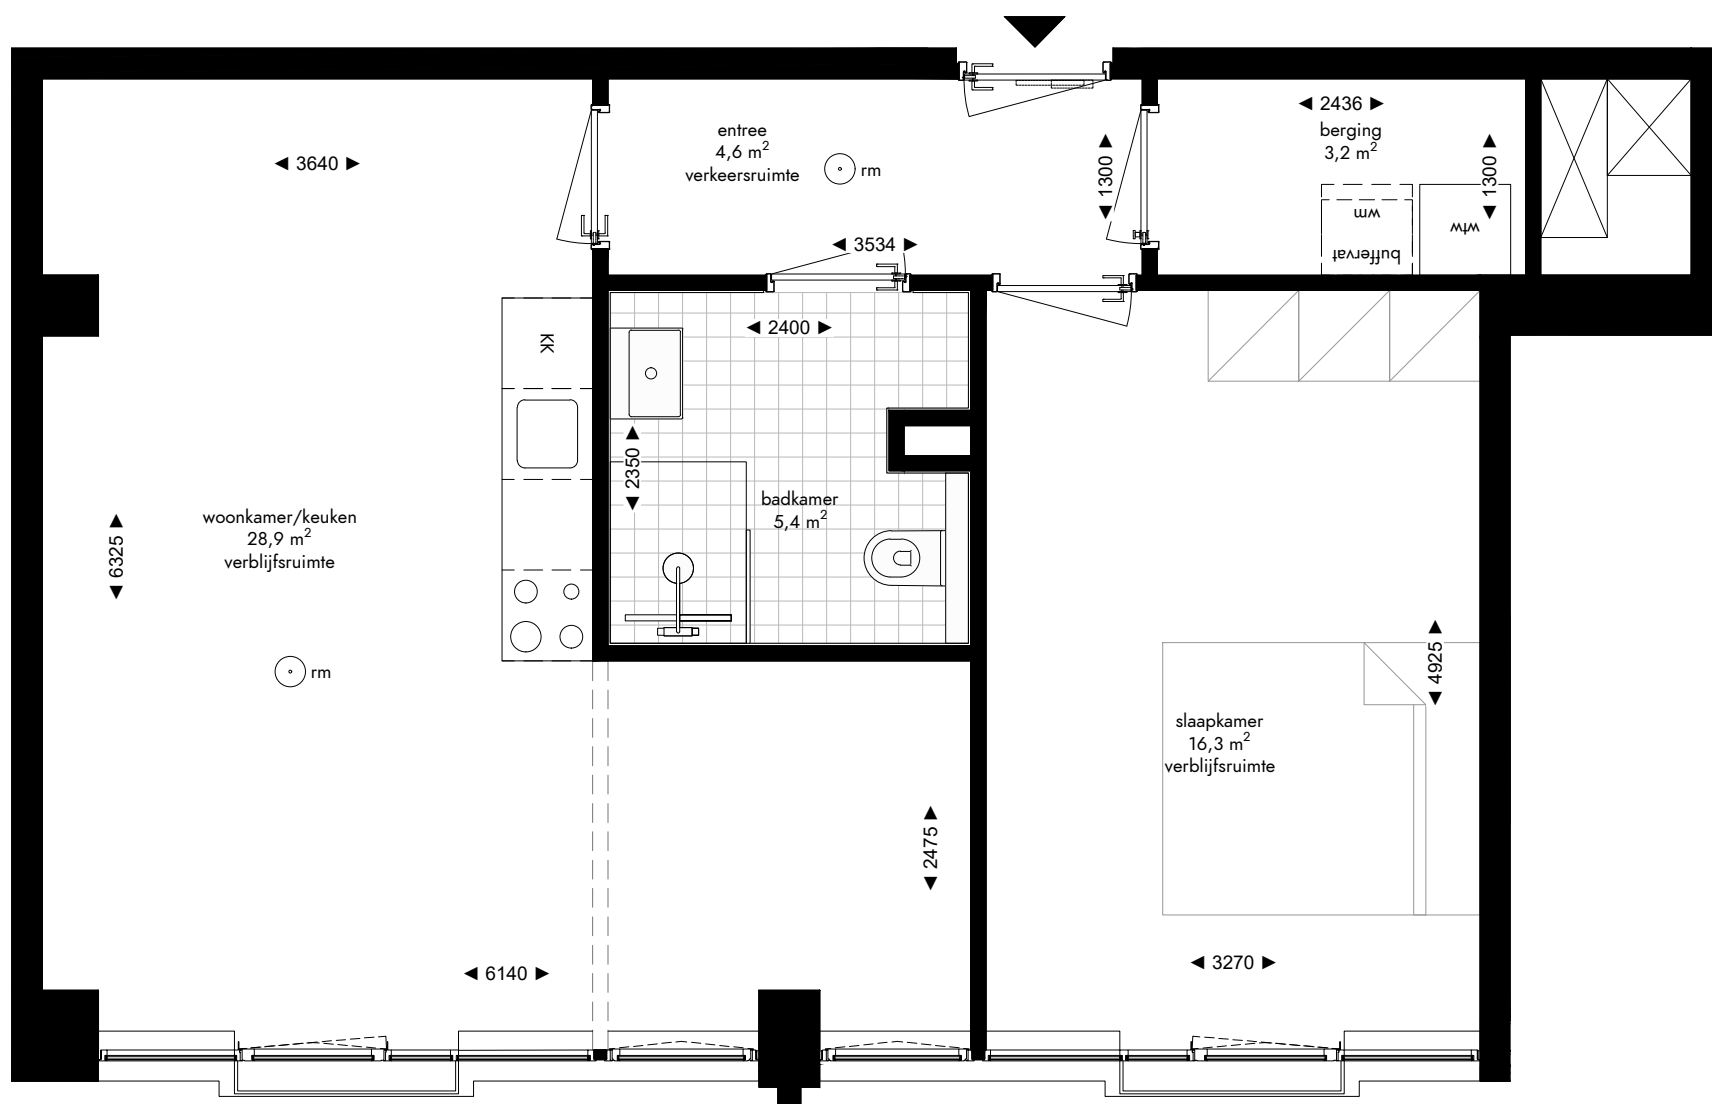 2436
entree
4,6 m²
verkeersruimte
berging
3,2 m²
3640
rm
1300
1300
wm
wtw
buffervat
3534
2400
KK
2350
badkamer
5,4 m²
woonkamer/keuken
28,9 m²
verblijfsruimte
6325
rm
4925
slaapkamer
16,3 m²
verblijfsruimte
2475
6140
3270